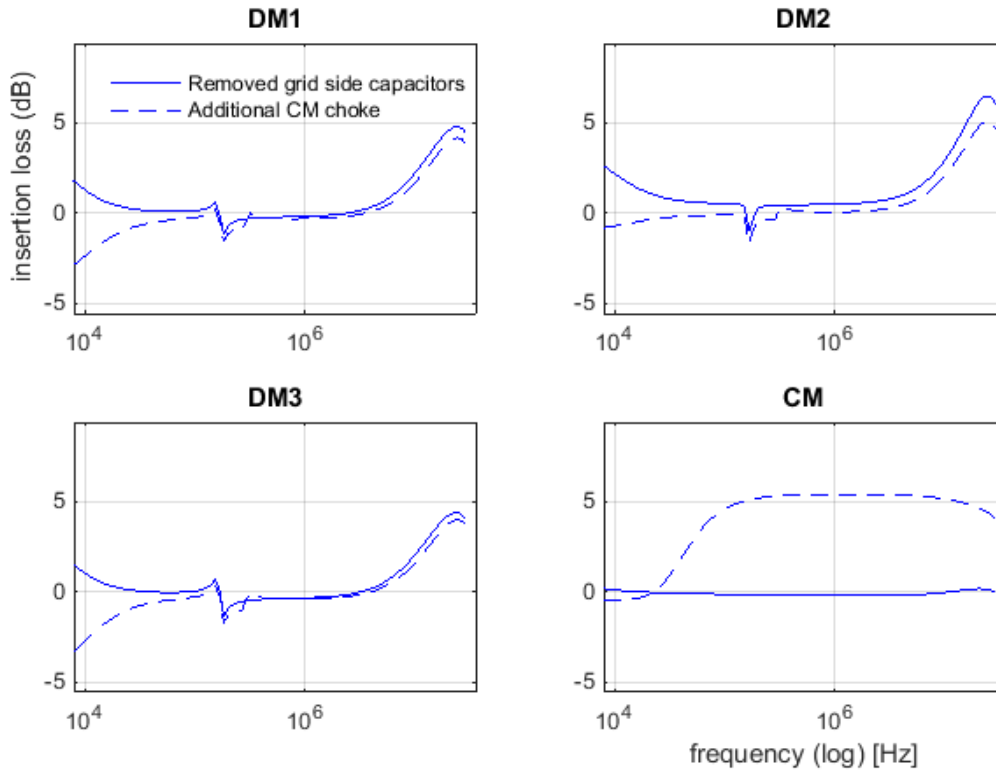 DM1
DM2
insertion loss (dB)
5
0
-5
10^4
10^6
Removed grid side capacitors
Additional CM choke
5
0
-5
10^4
10^6
DM3
CM
5
0
-5
10^4
10^6
5
0
-5
10^4
10^6
frequency (log) [Hz]